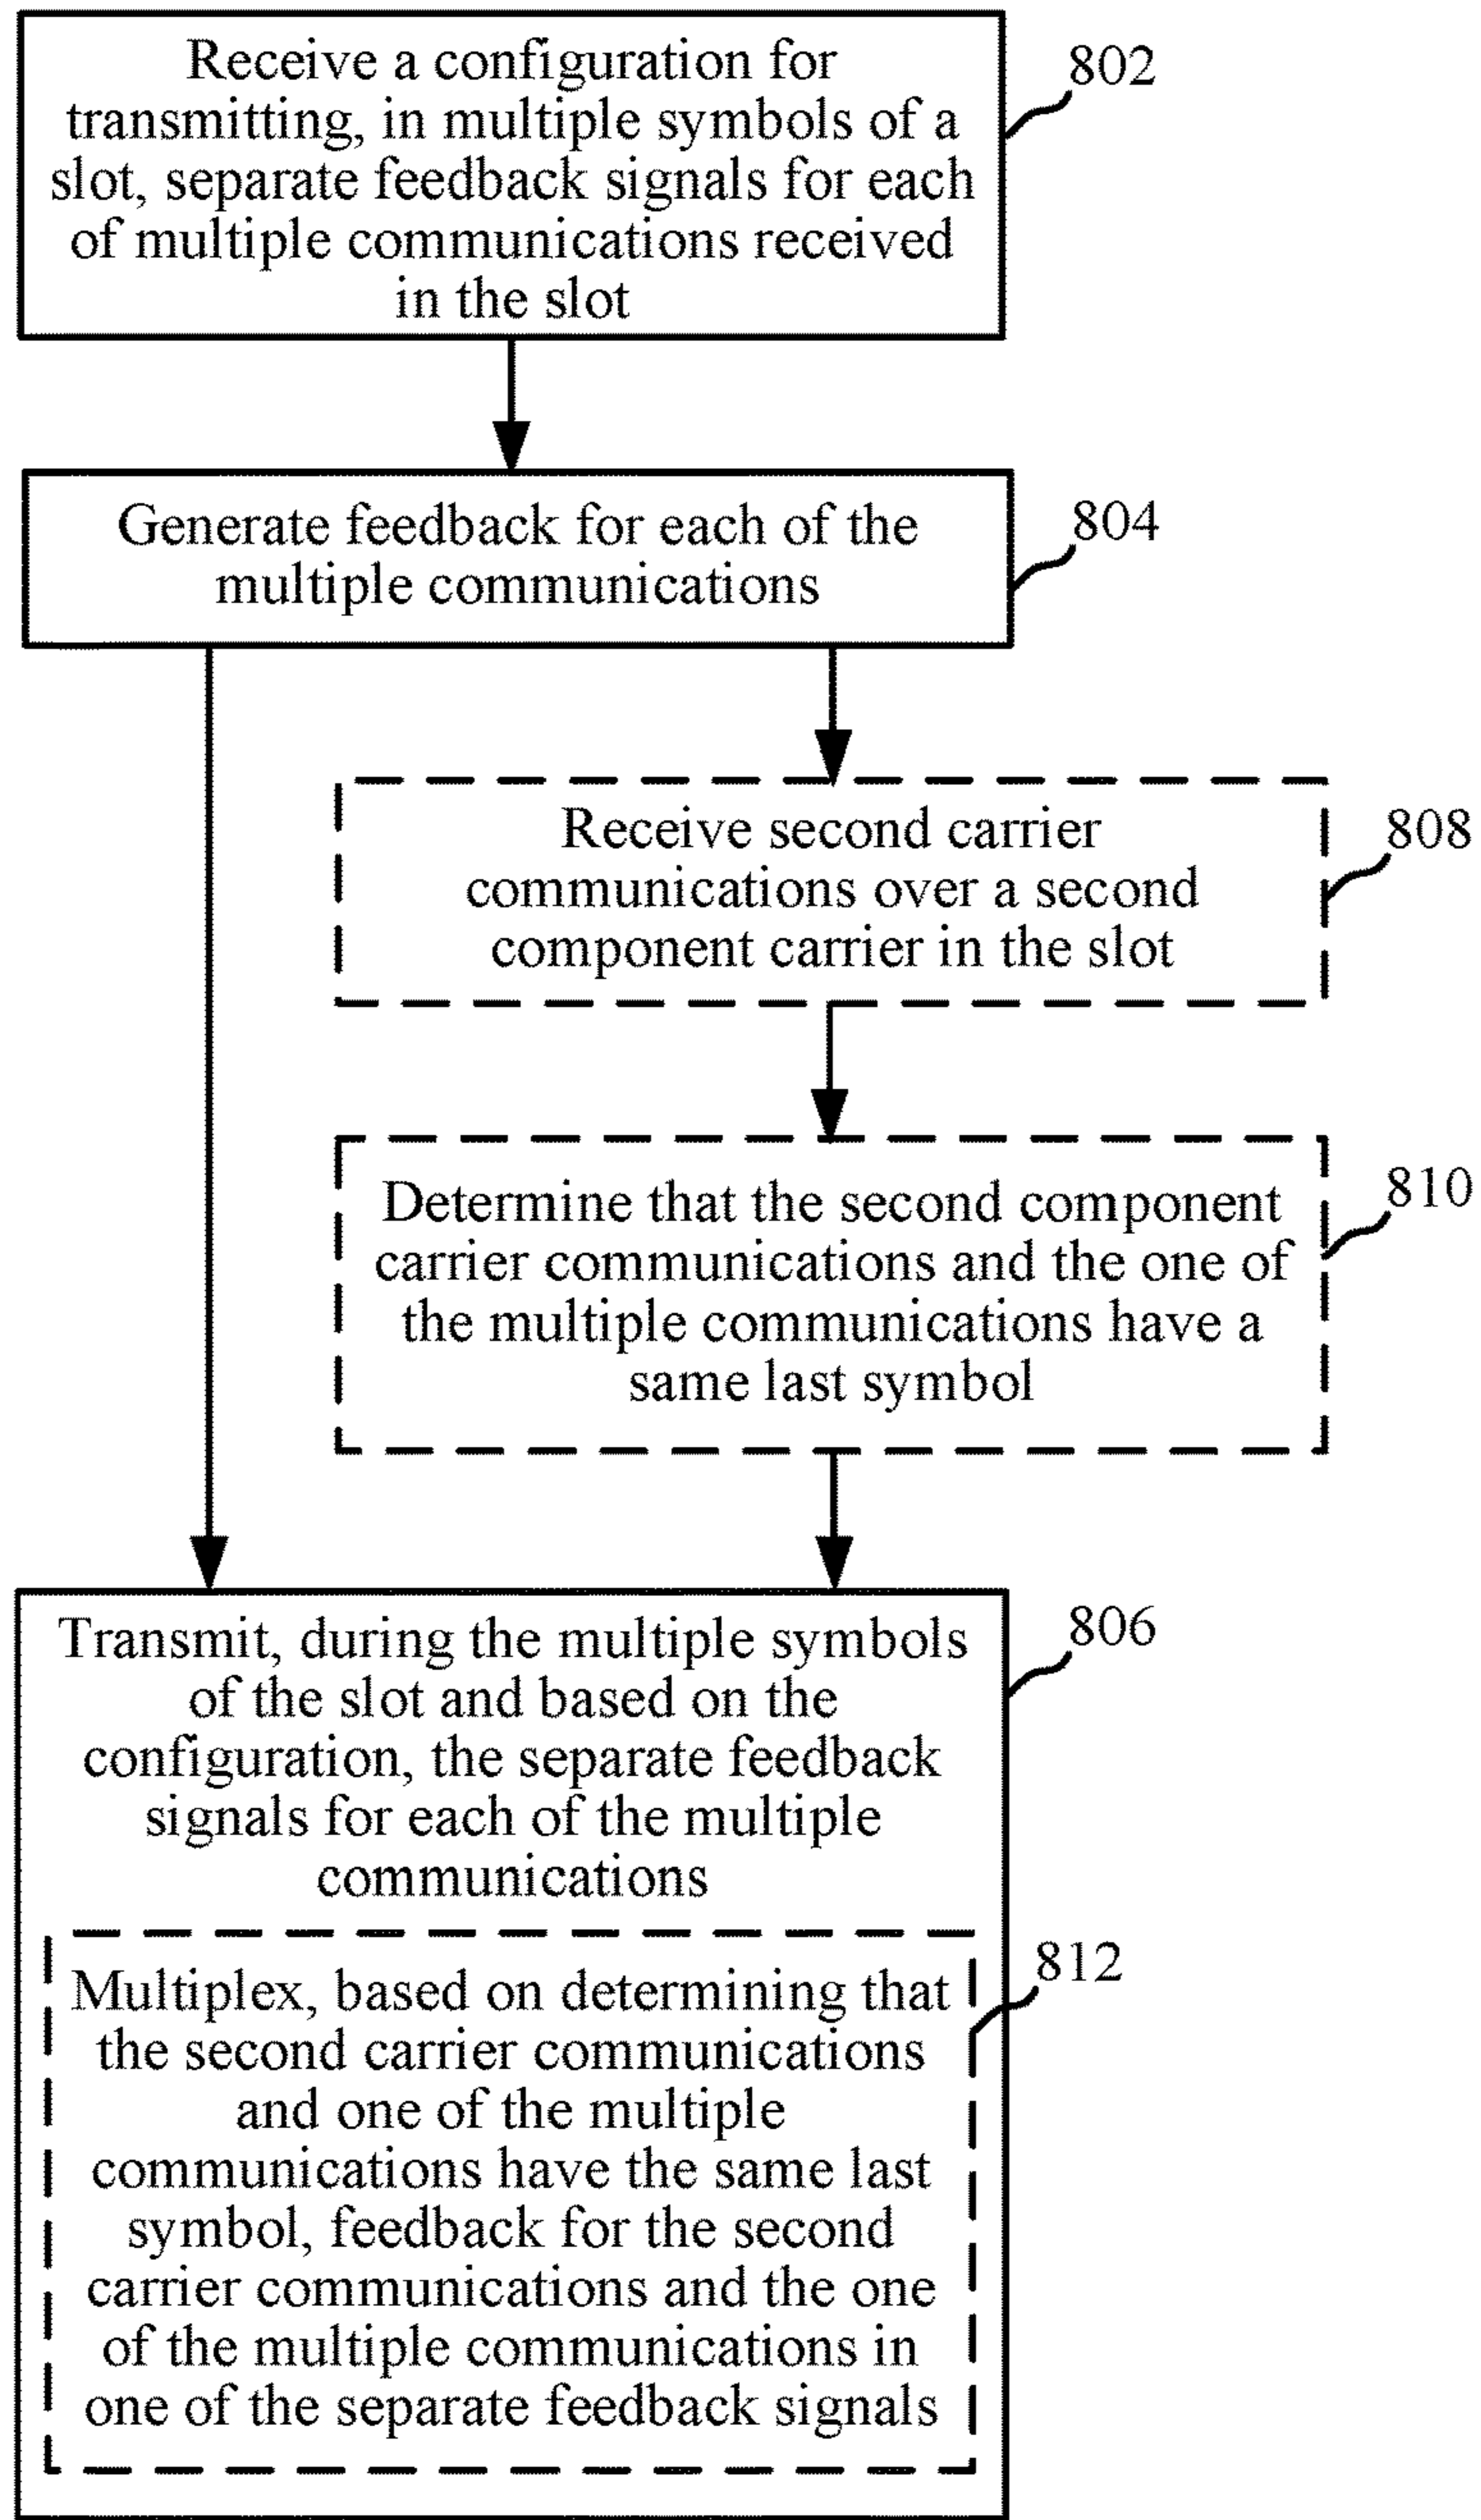 Receive a configuration for
transmitting, in multiple symbols of a
slot, separate feedback signals for each
of multiple communications received
in the slot
802
Generate feedback for each of the
multiple communications
804
Receive second carrier
communications over a second
component carrier in the slot
808
Determine that the second component
carrier communications and the one of
the multiple communications have a
same last symbol
810
Transmit, during the multiple symbols
of the slot and based on the
configuration, the separate feedback
signals for each of the multiple
communications
806
Multiplex, based on determining that
the second carrier communications
and one of the multiple
communications have the same last
symbol, feedback for the second
carrier communications and the one
of the multiple communications in
one of the separate feedback signals
812